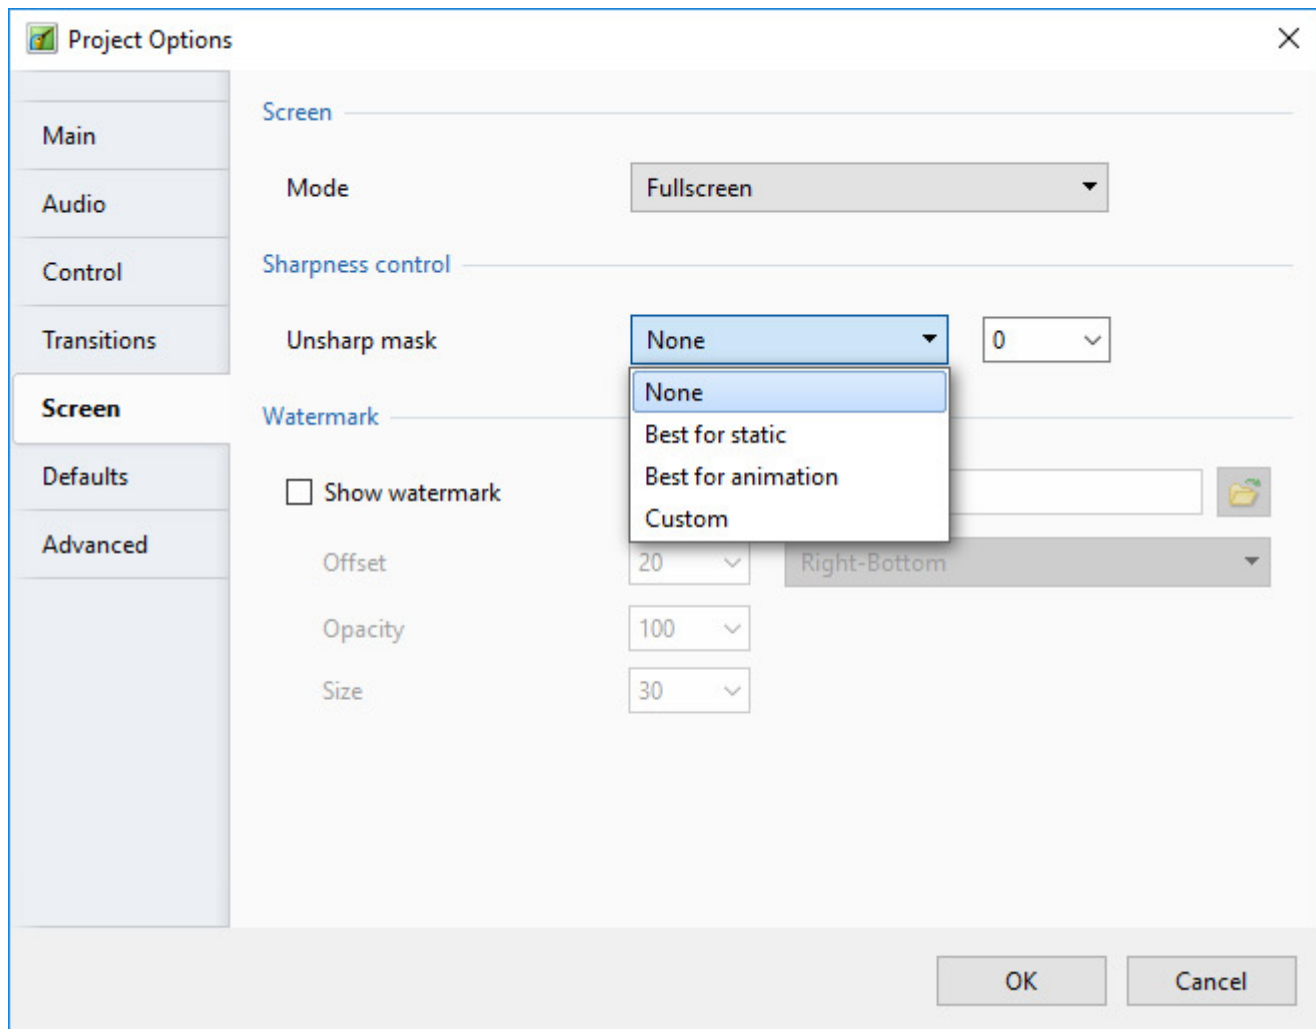 Project Options
Main
Audio
Control
Transitions
Screen
Defaults
Advanced
Screen
Mode
Fullscreen
Sharpness control
Unsharp mask
None
0
None
Best for static
Best for animation
Custom
Watermark
Show watermark
Offset
20
Right-Bottom
Opacity
100
Size
30
OK
Cancel